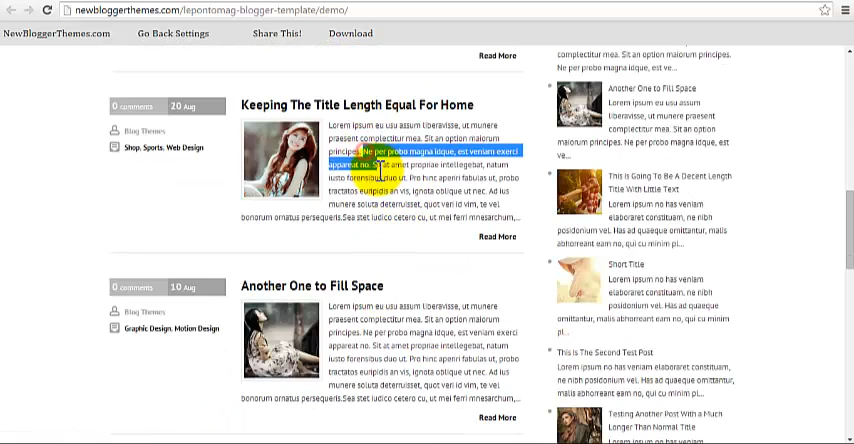 newbloggerthemes.com/lepontomag-blogger-template/demo/
NewBloggerThemes.com Go Back Settings Share This! Download
Read More
0 comments 20 Aug
Blog Themes
Shop, Sports, Web Design
Keeping The Title Length Equal For Home
Lorem ipsum eu usu assum liberavisse, ut munere
praesent complectitur mea. Sit an option maiorum
principes. Ne per probo magna idque, est veniam exerci
appareat no. Sit at amet propriae intellegebat, natum
iusto forensibus duo ut. Pro hinc aperiri fabulas ut, probo
tractatos euripidis an vis, ignota oblique ut nec. Ad ius
munere soluta deterruisset, quot veri id vim, te vel
bonorum ornatus persequeris.Sea stet iudico cetero cu, ut mei ferri mnesarchum,...
Read More
0 comments 10 Aug
Blog Themes
Graphic Design, Motion Design
Another One to Fill Space
Lorem ipsum eu usu assum liberavisse, ut munere
praesent complectitur mea. Sit an option maiorum
principes. Ne per probo magna idque, est veniam exerci
appareat no. Sit at amet propriae intellegebat, natum
iusto forensibus duo ut. Pro hinc aperiri fabulas ut, probo
tractatos euripidis an vis, ignota oblique ut nec. Ad ius
munere soluta deterruisset, quot veri id vim, te vel
bonorum ornatus persequeris.Sea stet iudico cetero cu, ut mei ferri mnesarchum,...
Read More
complectitur mea. Sit an option maiorum principes.
Ne per probo magna idque, est ve...
Another One to Fill Space
Lorem ipsum eu usu
assum liberavisse, ut
munere praesent
complectitur mea. Sit an option maiorum
principes. Ne per probo magna idque, est
ve...
This Is Going To Be A Decent Length
Title With Little Text
Lorem ipsum no has veniam
elaboraret constituam, ne nibh
posidonium vel. Has ad quaeque omittantur, mei
abhorreant eam no, qui cu minim pl...
Short Title
Lorem ipsum no has veniam
elaboraret constituam, ne nibh
posidonium vel. Has ad quaeque
omittantur, mei abhorreant eam no, qui cu minim
pl...
This Is The Second Test Post
Lorem ipsum no has veniam elaboraret constituam,
ne nibh posidonium vel. Has ad quaeque omittantur,
mei abhorreant eam no, qui cu minim pl...
Testing Another Post With a Much
Longer Than Normal Title
Lorem ipsum no has veniam